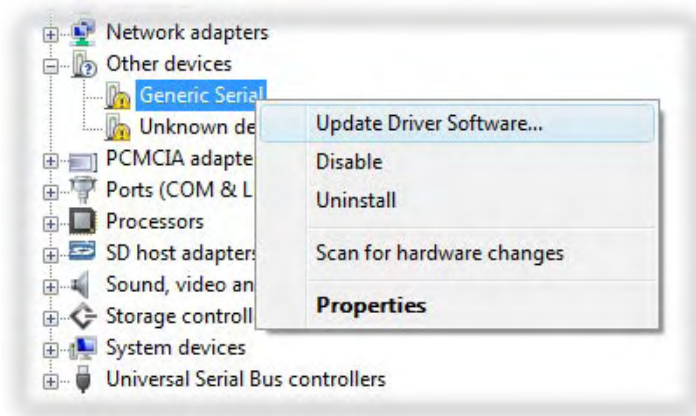 Network adapters
Other devices
Generic Serial
Unknown de
PCMCIA adapte
Ports (COM & L
Processors
SD host adapter
Sound, video an
Storage controll
System devices
Universal Serial Bus controllers
Update Driver Software...
Disable
Uninstall
Scan for hardware changes
Properties